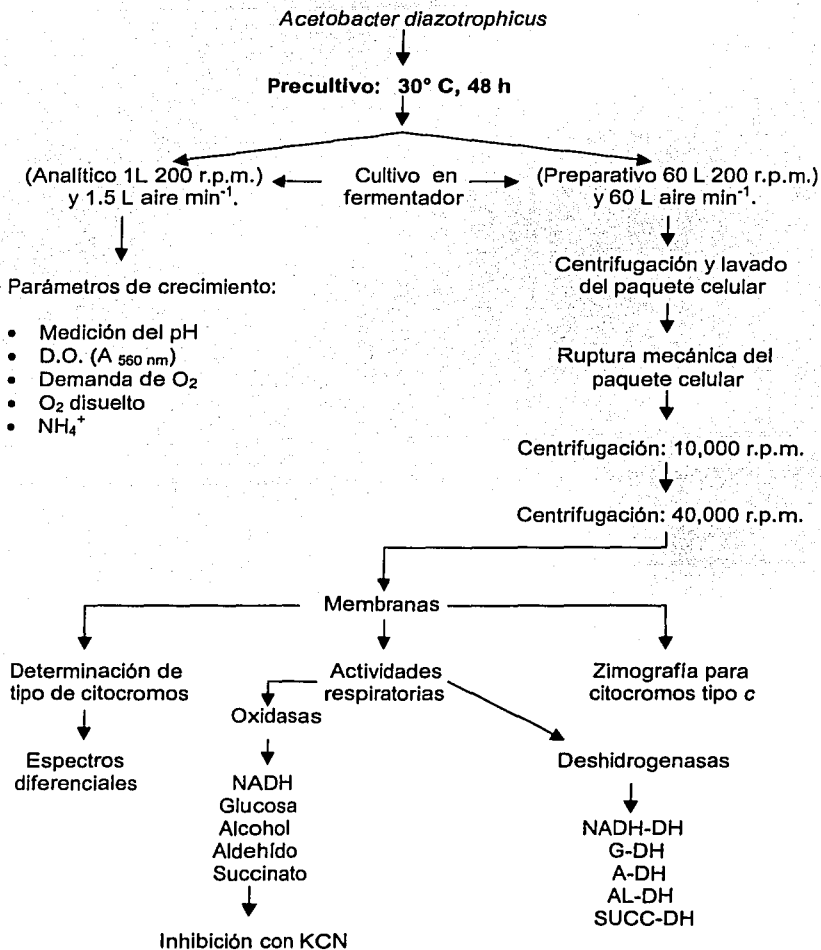 Acetobacter diazotrophicus
Precultivo: 30° C, 48 h
(Analítico 1L 200 r.p.m.)
y 1.5 L aire min⁻¹.
Cultivo en
fermentador
(Preparativo 60 L 200 r.p.m.)
y 60 L aire min⁻¹.
Parámetros de crecimiento:
• Medición del pH
• D.O. (A 560 nm)
• Demanda de O₂
• O₂ disuelto
• NH₄⁺
Centrifugación y lavado
del paquete celular
Ruptura mecánica del
paquete celular
Centrifugación: 10,000 r.p.m.
Centrifugación: 40,000 r.p.m.
Membranas
Determinación de
tipo de citocromos
Espectros
diferenciales
Actividades
respiratorias
Oxidasas
NADH
Glucosa
Alcohol
Aldehído
Succinato
Inhibición con KCN
Deshidrogenasas
NADH-DH
G-DH
A-DH
AL-DH
SUCC-DH
Zimografía para
citocromos tipo c